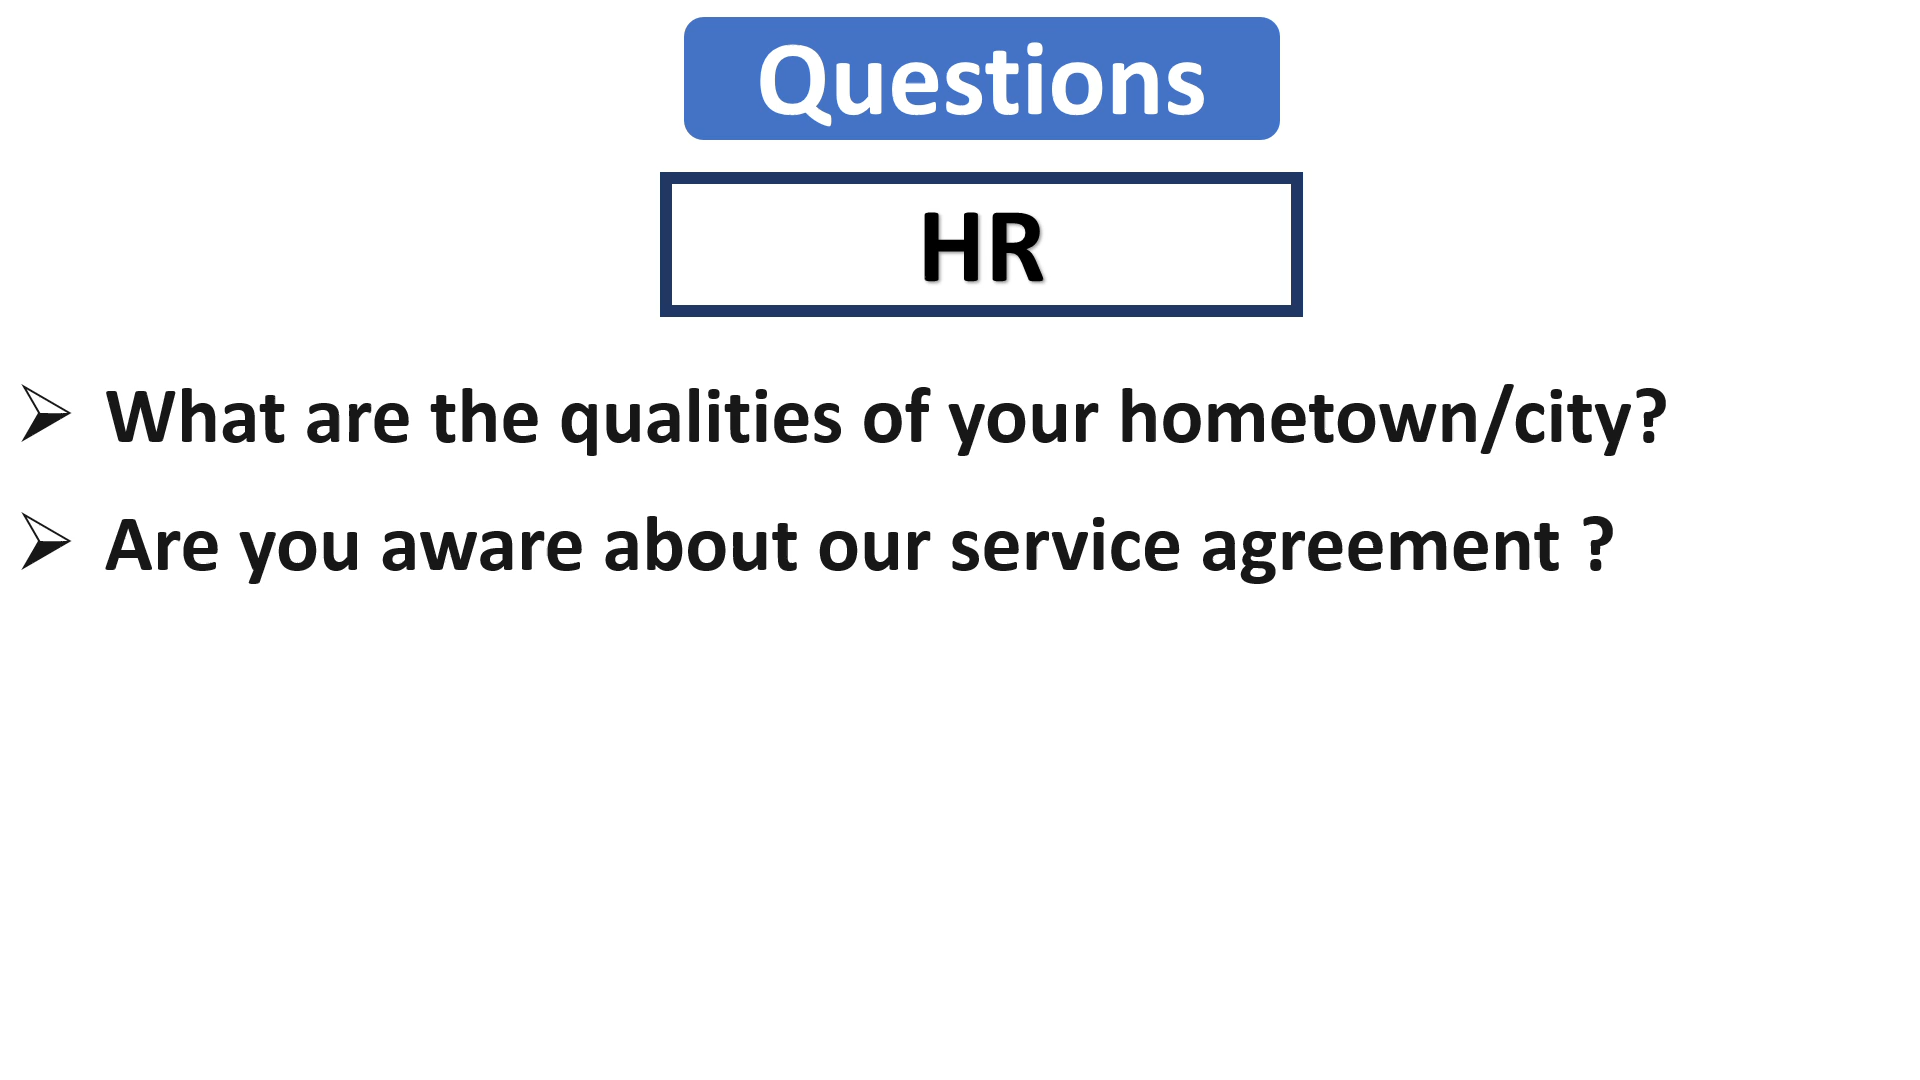 Questions
HR
➢ What are the qualities of your hometown/city?
➢ Are you aware about our service agreement ?